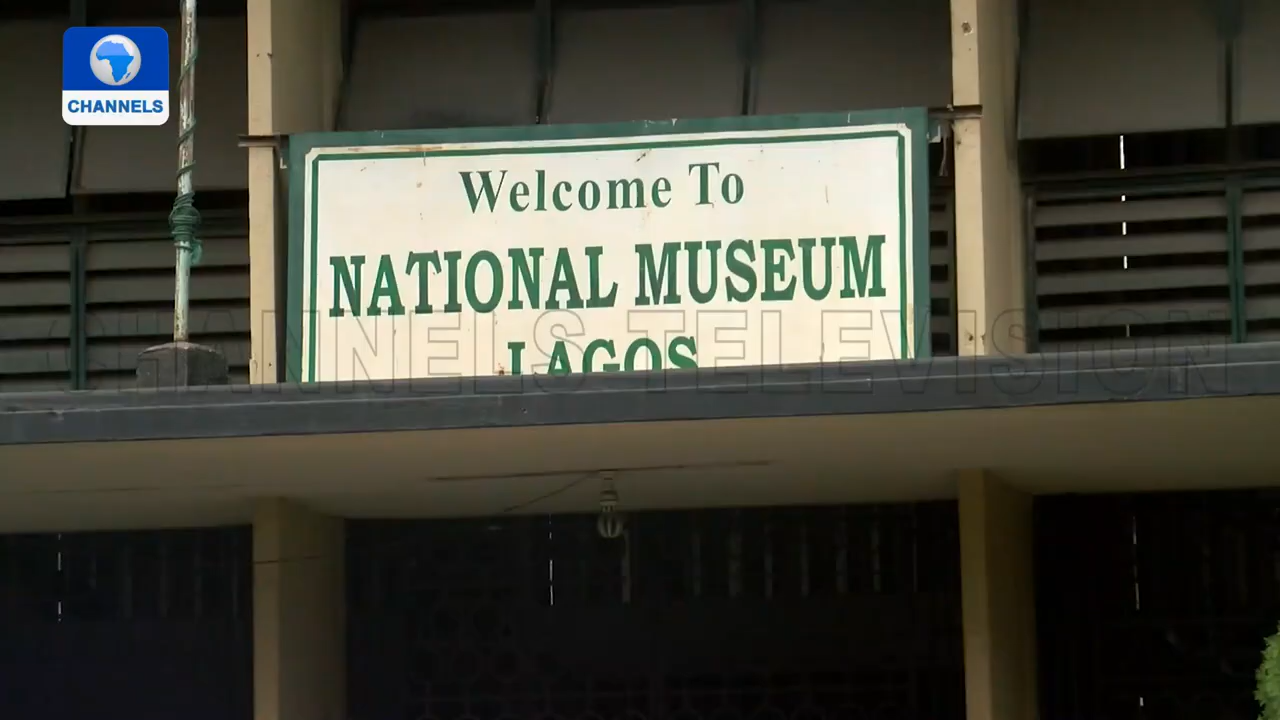 CHANNELS
Welcome To
NATIONAL MUSEUM
LAGOS
CHANNELS TELEVISION